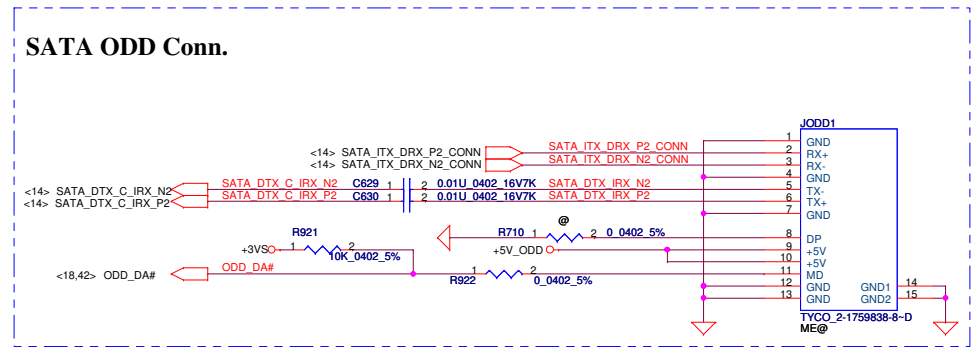 SATA ODD Conn.
JODD1
<14> SATA_ITX_DRX_P2_CONN SATA_ITX_DRX_P2_CONN 1 GND
<14> SATA_ITX_DRX_N2_CONN SATA_ITX_DRX_N2_CONN 2 RX+
3 RX-
4 GND
<14> SATA_DTX_C_IRX_N2 SATA_DTX_C_IRX_N2 C629 1 2 0.01U_0402_16V7K SATA_DTX_IRX_N2 5 TX-
<14> SATA_DTX_C_IRX_P2 SATA_DTX_C_IRX_P2 C630 1 2 0.01U_0402_16V7K SATA_DTX_IRX_P2 6 TX+
7 GND
@
R921 R710 1 2 0_0402_5% 8 DP
+3VS 1 2 +5V_ODD 9 +5V
10K_0402_5% 10 +5V
<18,42> ODD_DA# ODD_DA# R922 1 2 0_0402_5% 11 MD
12 GND GND1 14
13 GND GND2 15
TYCO_2-1759838-8~D
ME@